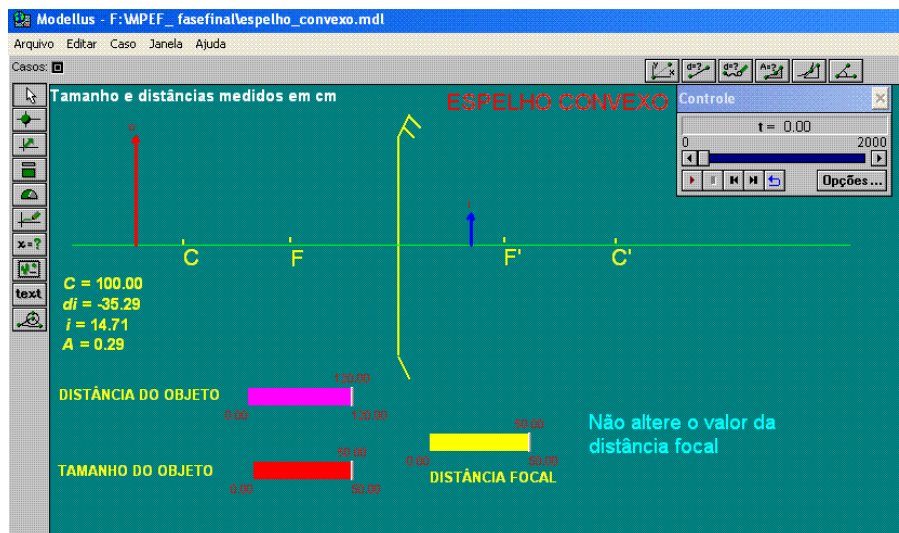 Modellus - F:\MPEF_ fasefinal\espelho_convexo.mdl
Arquivo Editar Caso Janela Ajuda
Casos:
Tamanho e distâncias medidos em cm
ESPELHO CONVEXO
Controle
t = 0.00
0 2000
Opções...
C F F' C'
C = 100.00
di = -35.29
i = 14.71
A = 0.29
text
120.00
DISTÂNCIA DO OBJETO
0.00 120.00
50.00
TAMANHO DO OBJETO
0.00 50.00
0.00 50.00
DISTÂNCIA FOCAL
Não altere o valor da
distância focal